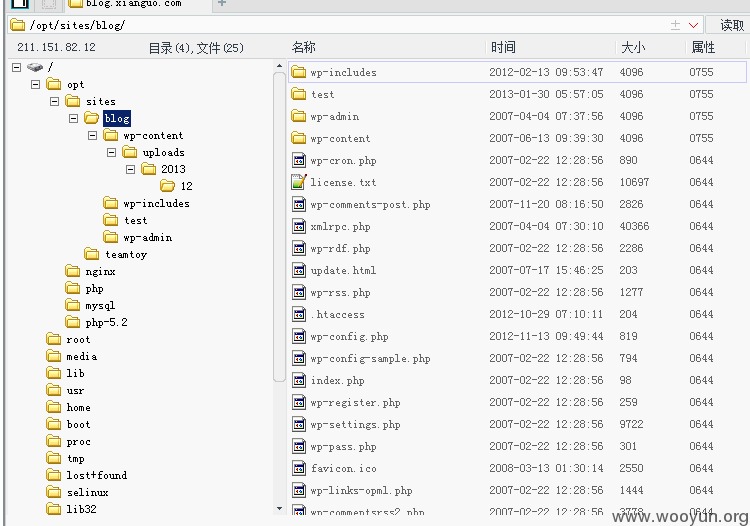 blog.xianguo.com
/opt/sites/blog/ 读取
211.151.82.12 目录(4),文件(25) 名称 时间 大小 属性
/
opt
sites
blog
wp-content
uploads
2013
12
wp-includes
test
wp-admin
teamtoy
nginx
php
mysql
php-5.2
root
media
lib
usr
home
boot
proc
tmp
lost+found
selinux
lib32
wp-includes 2012-02-13 09:53:47 4096 0755
test 2013-01-30 05:57:05 4096 0755
wp-admin 2007-04-04 07:37:56 4096 0755
wp-content 2007-06-13 09:39:30 4096 0755
wp-cron.php 2007-02-22 12:28:56 890 0644
license.txt 2007-02-22 12:28:56 10697 0644
wp-comments-post.php 2007-11-20 08:16:50 2826 0644
xmlrpc.php 2007-04-04 07:30:10 40366 0644
wp-rdf.php 2007-02-22 12:28:56 2286 0644
update.html 2007-07-17 15:46:25 203 0644
wp-rss.php 2007-02-22 12:28:56 1277 0644
.htaccess 2012-10-29 07:10:11 204 0644
wp-config.php 2012-11-13 09:49:44 819 0644
wp-config-sample.php 2007-02-22 12:28:56 794 0644
index.php 2007-02-22 12:28:56 98 0644
wp-register.php 2007-02-22 12:28:56 259 0644
wp-settings.php 2007-02-22 12:28:56 9722 0644
wp-pass.php 2007-02-22 12:28:56 301 0644
favicon.ico 2008-03-13 01:30:14 2550 0644
wp-links-opml.php 2007-02-22 12:28:56 1444 0644
wp-commentsrss2.php 2007-02-22 12:28:56 3778 0644
www.wooyun.org